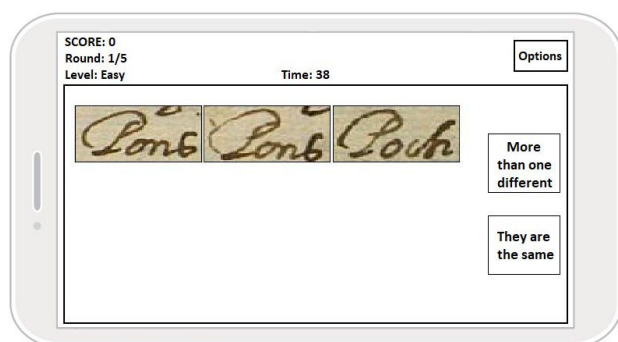 SCORE: 0
Round: 1/5
Level: Easy
Time: 38
Options
Pons Pons Poch
More
than one
different
They are
the same